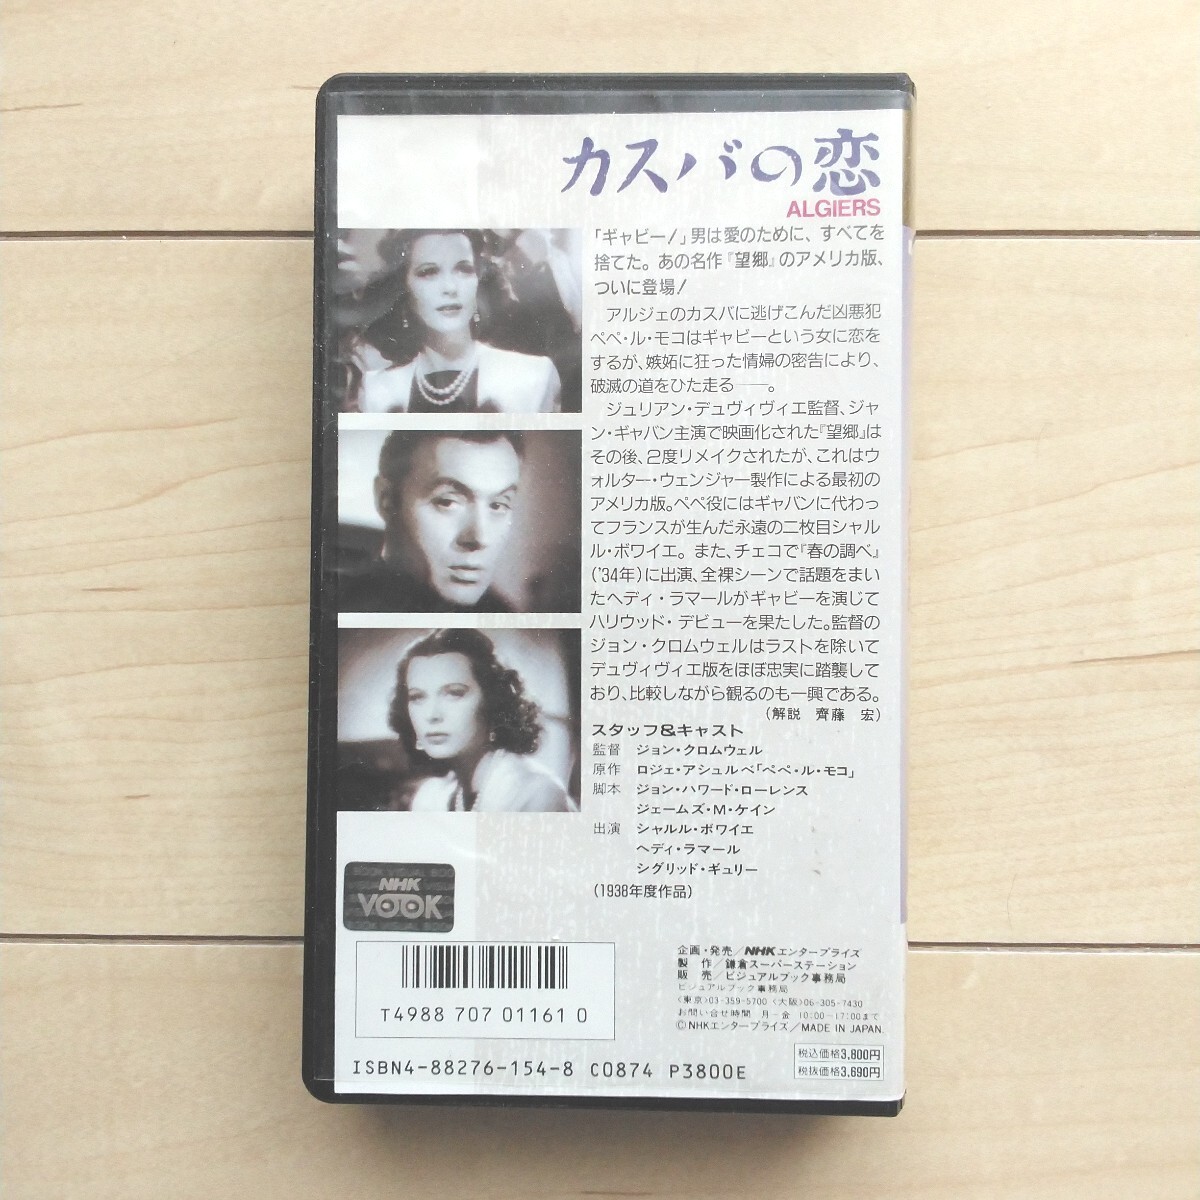 カスバの恋
ALGIERS
「ギャビー!」男は愛のために、すべてを
捨てた。あの名作『望郷』のアメリカ版、
ついに登場!
アルジェのカスバに逃げこんだ凶悪犯
ペペ・ル・モコはギャビーという女に恋を
するが、嫉妬に狂った情婦の密告により、
破滅の道をひた走る――。
ジュリアン・デュヴィヴィエ監督、ジャ
ン・ギャバン主演で映画化された『望郷』は
その後、2度リメイクされたが、これはウ
ォルター・ウェンジャー製作による最初の
アメリカ版。ペペ役にはギャバンに代わっ
てフランスが生んだ永遠の二枚目シャル
ル・ボワイエ。また、チェコで『春の調べ』
('34年)に出演、全裸シーンで話題をまい
たヘディ・ラマールがギャビーを演じて
ハリウッド・デビューを果たした。監督の
ジョン・クロムウェルはラストを除いて
デュヴィヴィエ版をほぼ忠実に踏襲して
おり、比較しながら観るのも一興である。
(解説 齊藤 宏)
スタッフ&キャスト
監督 ジョン・クロムウェル
原作 ロジェ・アシェルベ「ペペ・ル・モコ」
脚本 ジョン・ハワード・ローレンス
ジェームズ・M・ケイン
出演 シャルル・ボワイエ
ヘディ・ラマール
シグリッド・ギュリー
(1938年度作品)
NHK
VOOK
T4988 707 01161 0
ISBN4-88276-154-8 C0874 P3800E
企画・発売/NHKエンタープライズ
製 作/鎌倉スーパーステーション
販 売/ビジュアルブック事務局
ビジュアルブック事務局
〈東京〉03-359-5700 〈大阪〉06-305-7430
お問い合せ時間 月―金 10:00~17:00まで
©NHKエンタープライズ/MADE IN JAPAN.
税込価格3,800円
税抜価格3,690円